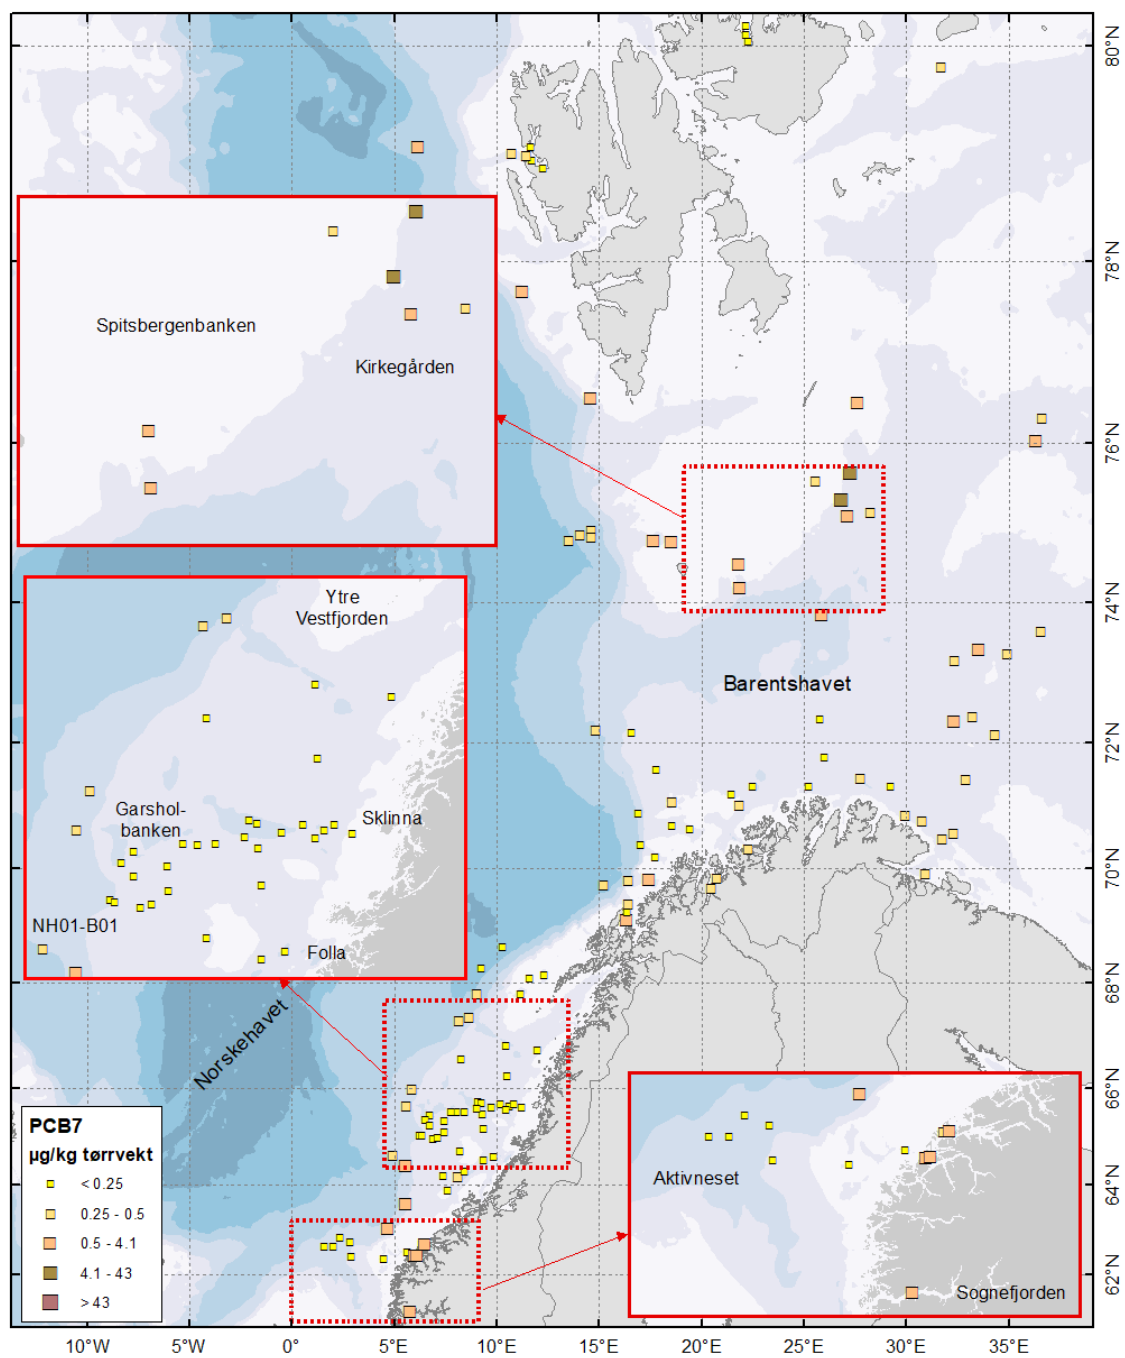 80°N
78°N
Spitsbergenbanken
Kirkegården
76°N
74°N
Ytre
Vestfjorden
Barentshavet
72°N
Garshol-
banken
Sklinna
70°N
NH01-B01
Folla
68°N
Norskehavet
66°N
PCB7
µg/kg tørrvekt
< 0.25
0.25 - 0.5
0.5 - 4.1
4.1 - 43
> 43
Aktivneset
64°N
Sognefjorden
62°N
10°W
5°W
0°
5°E
10°E
15°E
20°E
25°E
30°E
35°E